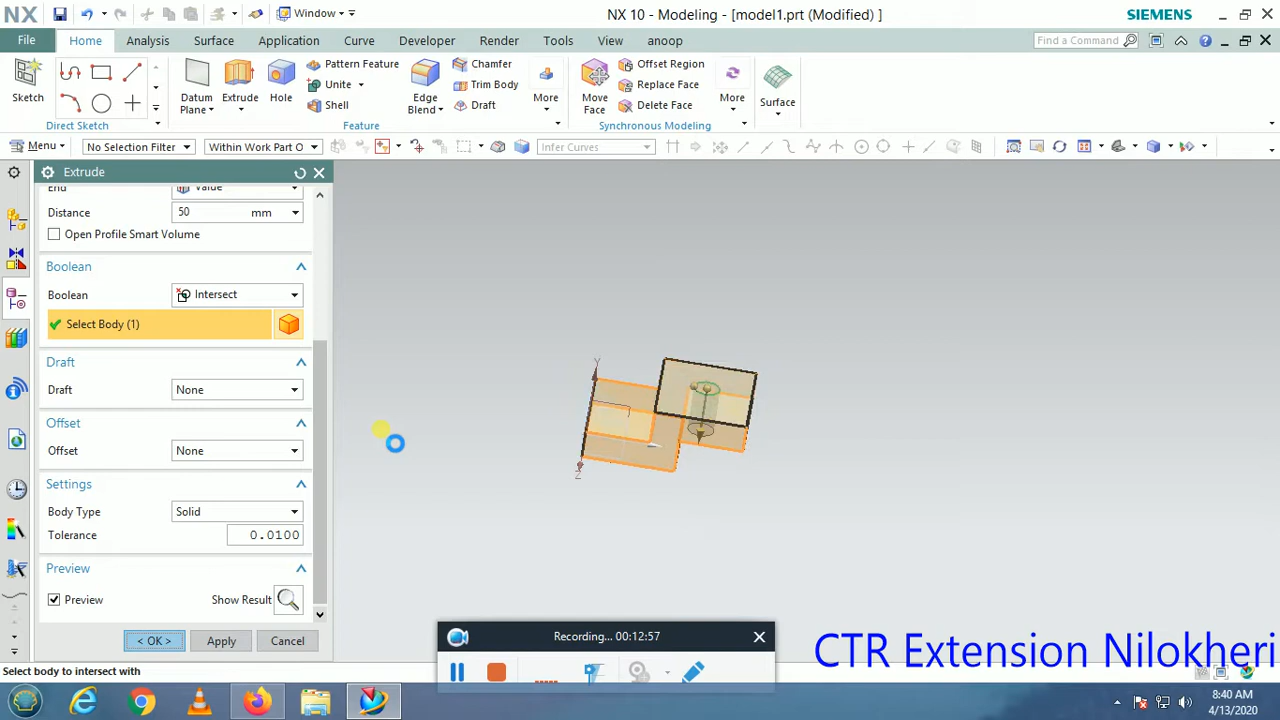 NX Window NX 10 - Modeling - [model1.prt (Modified) ] SIEMENS
File Home Analysis Surface Application Curve Developer Render Tools View anoop Find a Command
Sketch
Direct Sketch
Datum Plane
Extrude
Hole
Pattern Feature
Unite
Shell
Edge Blend
Chamfer
Trim Body
Draft
More
Feature
Move Face
Offset Region
Replace Face
Delete Face
More
Synchronous Modeling
Surface
Menu No Selection Filter Within Work Part O Infer Curves
Extrude
End Value
Distance 50 mm
Open Profile Smart Volume
Boolean
Boolean Intersect
Select Body (1)
Draft
Draft None
Offset
Offset None
Settings
Body Type Solid
Tolerance 0.0100
Preview
Preview Show Result
< OK > Apply Cancel
Y
Z
Recording... 00:12:57
CTR Extension Nilokheri
Select body to intersect with
8:40 AM
4/13/2020